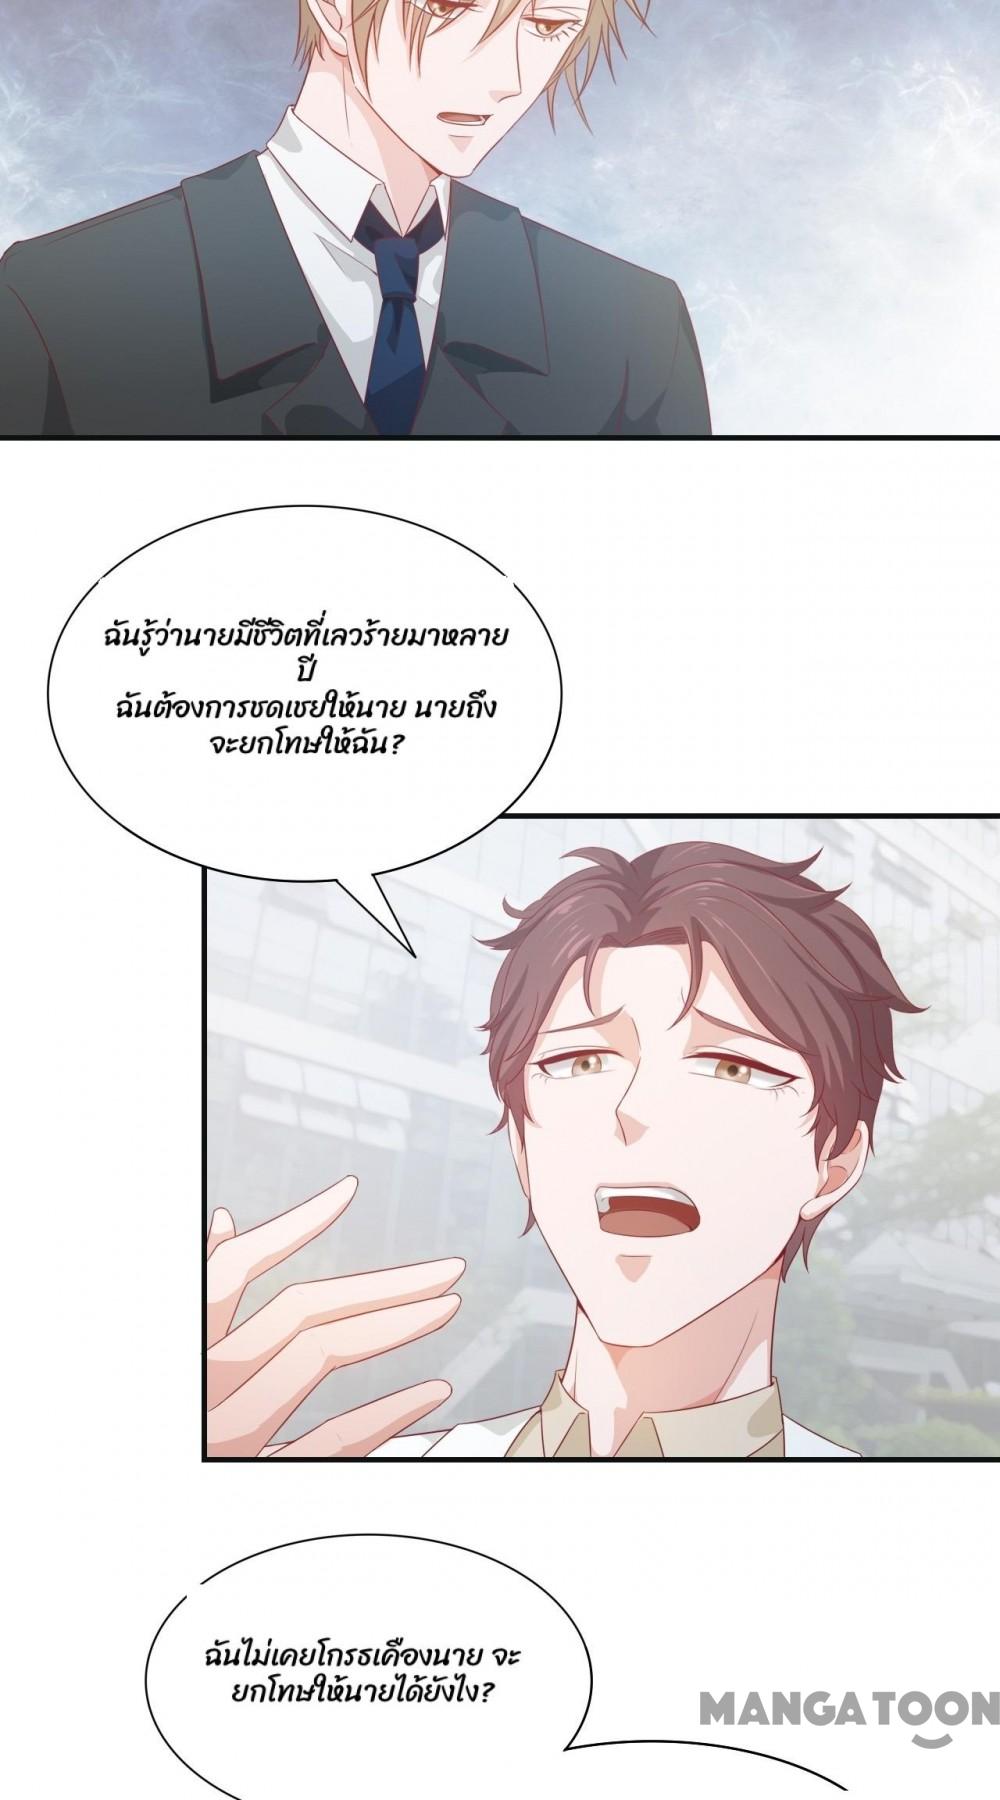 ฉันรู้ว่านายมีชีวิตที่เลวร้ายมาหลาย
ปี
ฉันต้องการชดเชยให้นาย นายถึง
จะยกโทษให้ฉัน?
ฉันไม่เคยโกรธเคืองนาย จะ
ยกโทษให้นายได้ยังไง?
MANGATOON